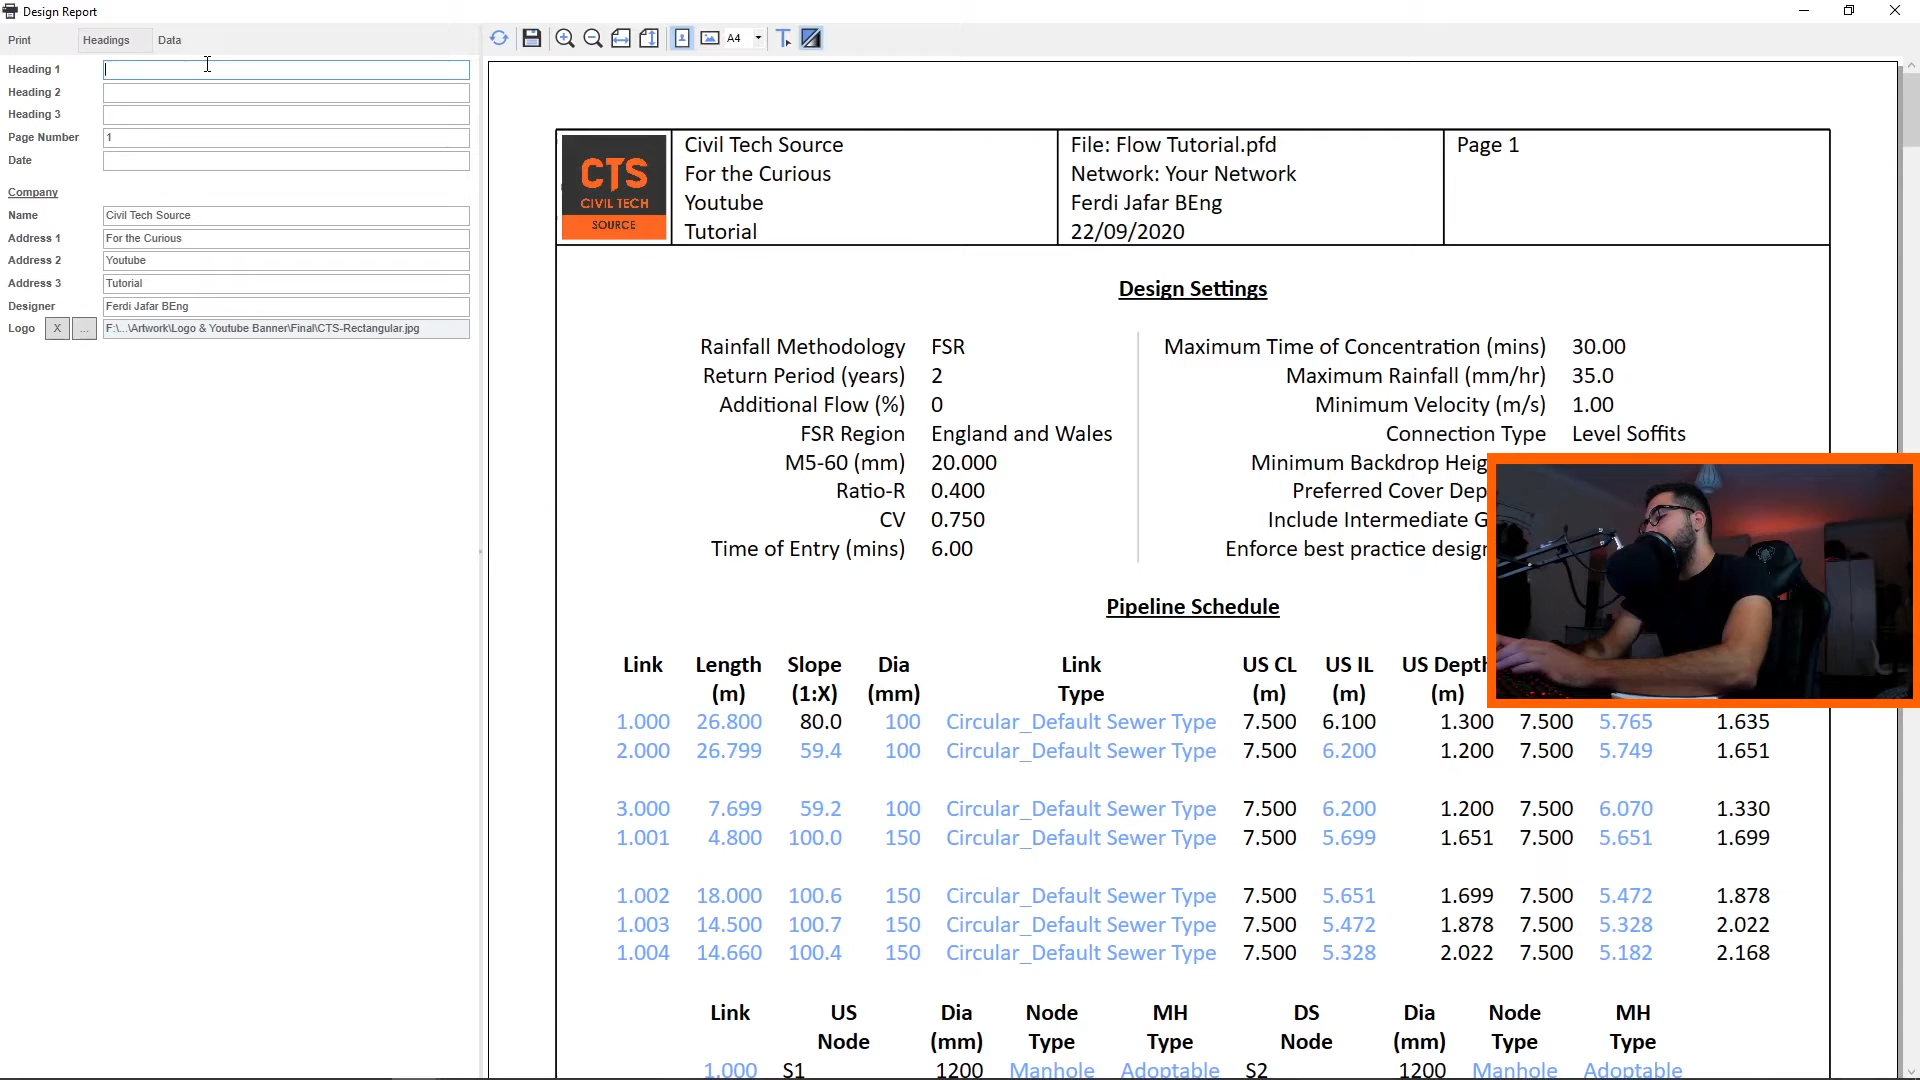 Design Report
Print Headings Data
A4
Heading 1
Heading 2
Heading 3
Page Number 1
Date
Company
Name Civil Tech Source
Address 1 For the Curious
Address 2 Youtube
Address 3 Tutorial
Designer Ferdi Jafar BEng
Logo X ... F:\...\Artwork\Logo & Youtube Banner\Final\CTS-Rectangular.jpg
CTS
CIVIL TECH
SOURCE
Civil Tech Source
For the Curious
Youtube
Tutorial
File: Flow Tutorial.pfd
Network: Your Network
Ferdi Jafar BEng
22/09/2020
Page 1
Design Settings
Rainfall Methodology FSR
Return Period (years) 2
Additional Flow (%) 0
FSR Region England and Wales
M5-60 (mm) 20.000
Ratio-R 0.400
CV 0.750
Time of Entry (mins) 6.00
Maximum Time of Concentration (mins) 30.00
Maximum Rainfall (mm/hr) 35.0
Minimum Velocity (m/s) 1.00
Connection Type Level Soffits
Minimum Backdrop Heig
Preferred Cover Dep
Include Intermediate G
Enforce best practice desig
Pipeline Schedule
Link Length Slope Dia Link US CL US IL US Depth
(m) (1:X) (mm) Type (m) (m) (m)
1.000 26.800 80.0 100 Circular_Default Sewer Type 7.500 6.100 1.300 7.500 5.765 1.635
2.000 26.799 59.4 100 Circular_Default Sewer Type 7.500 6.200 1.200 7.500 5.749 1.651
3.000 7.699 59.2 100 Circular_Default Sewer Type 7.500 6.200 1.200 7.500 6.070 1.330
1.001 4.800 100.0 150 Circular_Default Sewer Type 7.500 5.699 1.651 7.500 5.651 1.699
1.002 18.000 100.6 150 Circular_Default Sewer Type 7.500 5.651 1.699 7.500 5.472 1.878
1.003 14.500 100.7 150 Circular_Default Sewer Type 7.500 5.472 1.878 7.500 5.328 2.022
1.004 14.660 100.4 150 Circular_Default Sewer Type 7.500 5.328 2.022 7.500 5.182 2.168
Link US Dia Node MH DS Dia Node MH
Node (mm) Type Type Node (mm) Type Type
1.000 S1 1200 Manhole Adoptable S2 1200 Manhole Adoptable